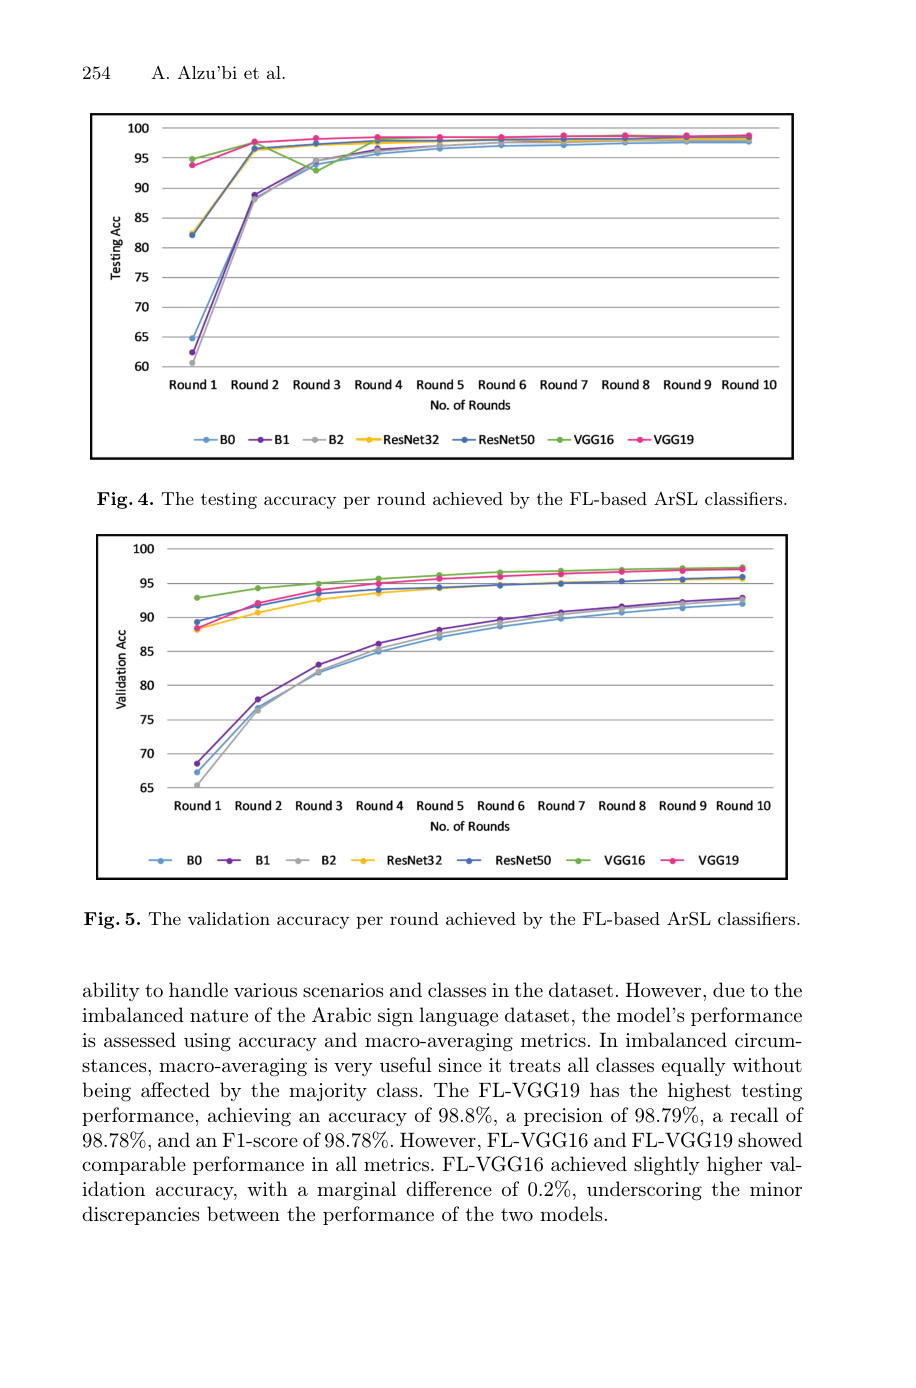 254 A. Alzu'bi et al.
100
95
90
85
80
75
70
65
60
Testing Acc
Round 1 Round 2 Round 3 Round 4 Round 5 Round 6 Round 7 Round 8 Round 9 Round 10
No. of Rounds
B0 B1 B2 ResNet32 ResNet50 VGG16 VGG19
Fig. 4. The testing accuracy per round achieved by the FL-based ArSL classifiers.
100
95
90
85
80
75
70
65
Validation Acc
Round 1 Round 2 Round 3 Round 4 Round 5 Round 6 Round 7 Round 8 Round 9 Round 10
No. of Rounds
B0 B1 B2 ResNet32 ResNet50 VGG16 VGG19
Fig. 5. The validation accuracy per round achieved by the FL-based ArSL classifiers.
ability to handle various scenarios and classes in the dataset. However, due to the
imbalanced nature of the Arabic sign language dataset, the model's performance
is assessed using accuracy and macro-averaging metrics. In imbalanced circum-
stances, macro-averaging is very useful since it treats all classes equally without
being affected by the majority class. The FL-VGG19 has the highest testing
performance, achieving an accuracy of 98.8%, a precision of 98.79%, a recall of
98.78%, and an F1-score of 98.78%. However, FL-VGG16 and FL-VGG19 showed
comparable performance in all metrics. FL-VGG16 achieved slightly higher val-
idation accuracy, with a marginal difference of 0.2%, underscoring the minor
discrepancies between the performance of the two models.